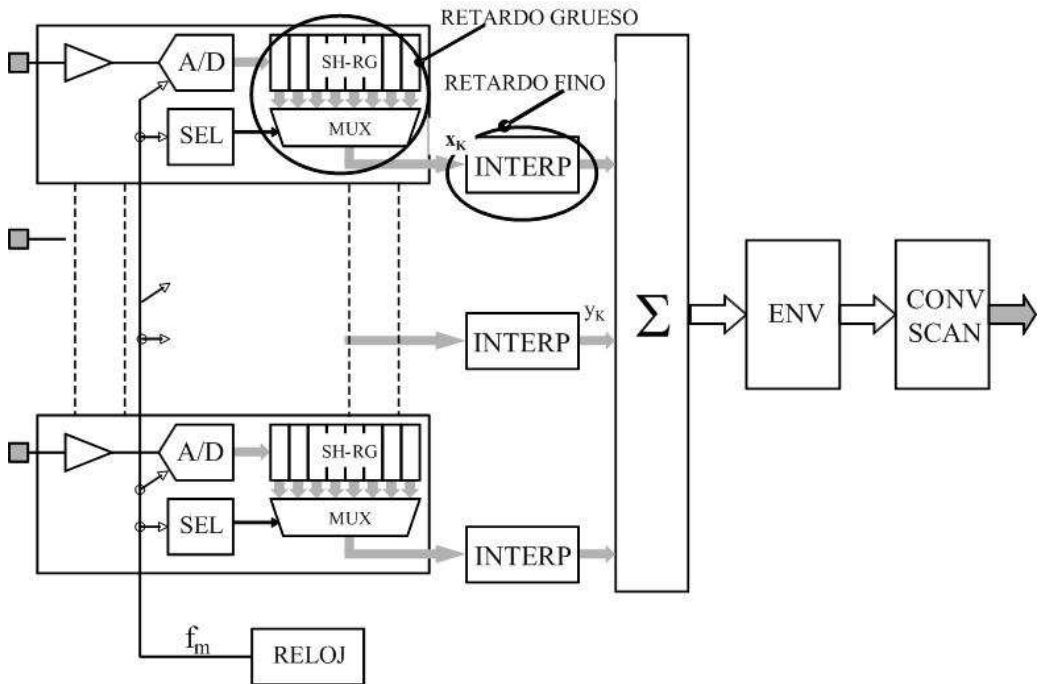 RETARDO GRUESO
A/D
SH-RG
RETARDO FINO
SEL
MUX
x_K
INTERP
y_K
INTERP
Σ
ENV
CONV
SCAN
A/D
SH-RG
SEL
MUX
INTERP
f_m
RELOJ